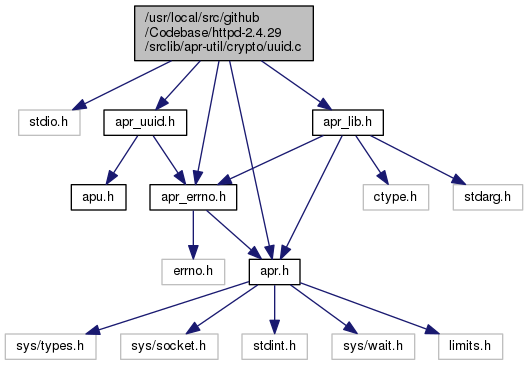 /usr/local/src/github
/Codebase/httpd-2.4.29
/srclib/apr-util/crypto/uuid.c
stdio.h
apr_uuid.h
apr_lib.h
apu.h
apr_errno.h
ctype.h
stdarg.h
errno.h
apr.h
sys/types.h
sys/socket.h
stdint.h
sys/wait.h
limits.h